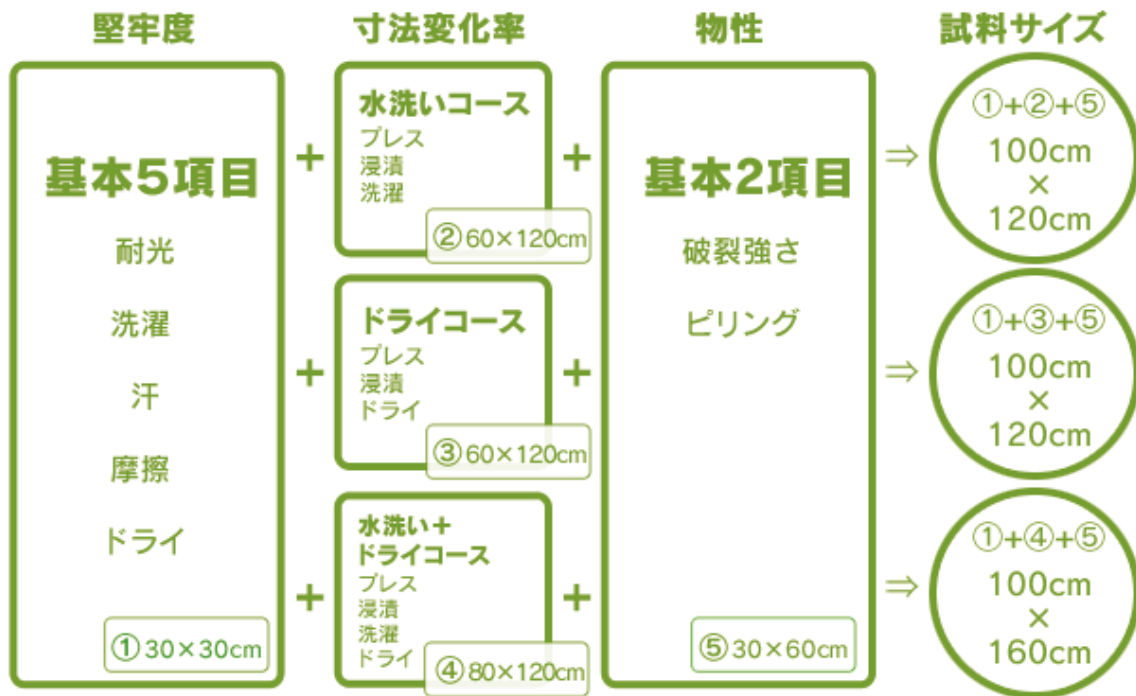 堅牢度
寸法変化率
物性
試料サイズ
基本5項目
耐光
洗濯
汗
摩擦
ドライ
①30×30cm
+
水洗いコース
プレス
浸漬
洗濯
②60×120cm
+
ドライコース
プレス
浸漬
ドライ
③60×120cm
+
水洗い+
ドライコース
プレス
浸漬
洗濯
ドライ
④80×120cm
+
+
+
基本2項目
破裂強さ
ピリング
⑤30×60cm
⇒
①+②+⑤
100cm
×
120cm
⇒
①+③+⑤
100cm
×
120cm
⇒
①+④+⑤
100cm
×
160cm